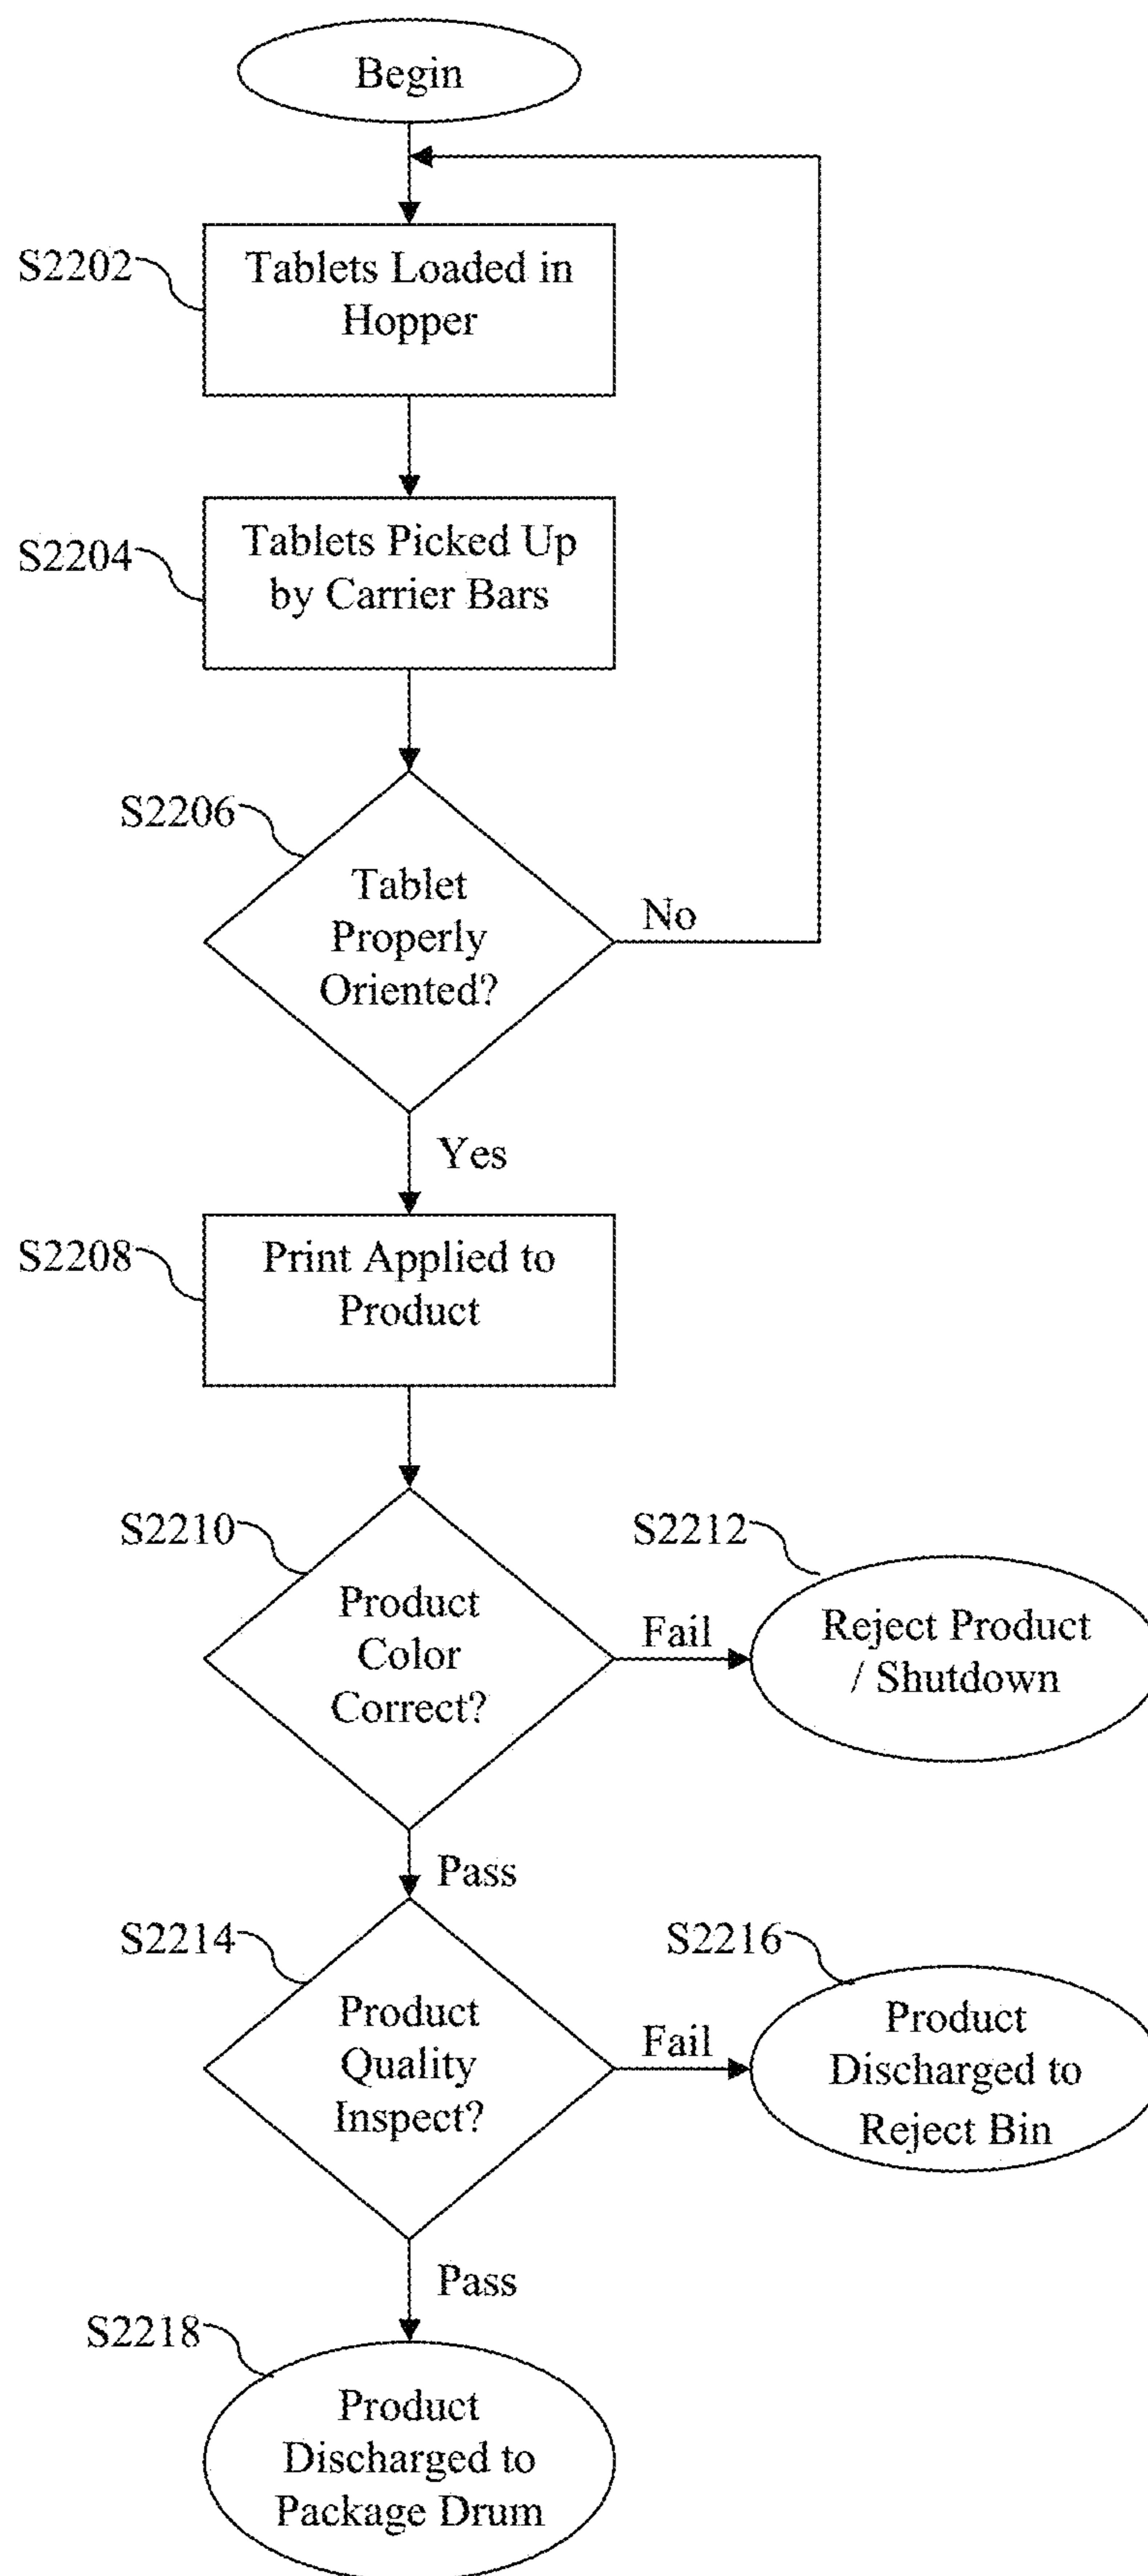 Begin
S2202
Tablets Loaded in
Hopper
S2204
Tablets Picked Up
by Carrier Bars
S2206
Tablet
Properly
Oriented?
No
Yes
S2208
Print Applied to
Product
S2210
Product
Color
Correct?
Fail
S2212
Reject Product
/ Shutdown
Pass
S2214
Product
Quality
Inspect?
Fail
S2216
Product
Discharged to
Reject Bin
Pass
S2218
Product
Discharged to
Package Drum